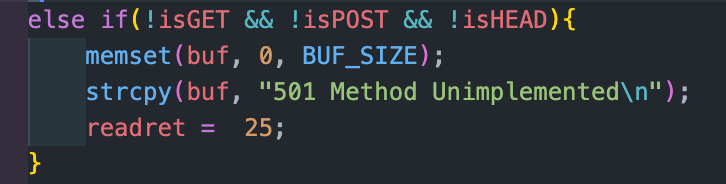 else if(!isGET && !isPOST && !isHEAD){
memset(buf, 0, BUF_SIZE);
strcpy(buf, "501 Method Unimplemented\n");
readret =  25;
}